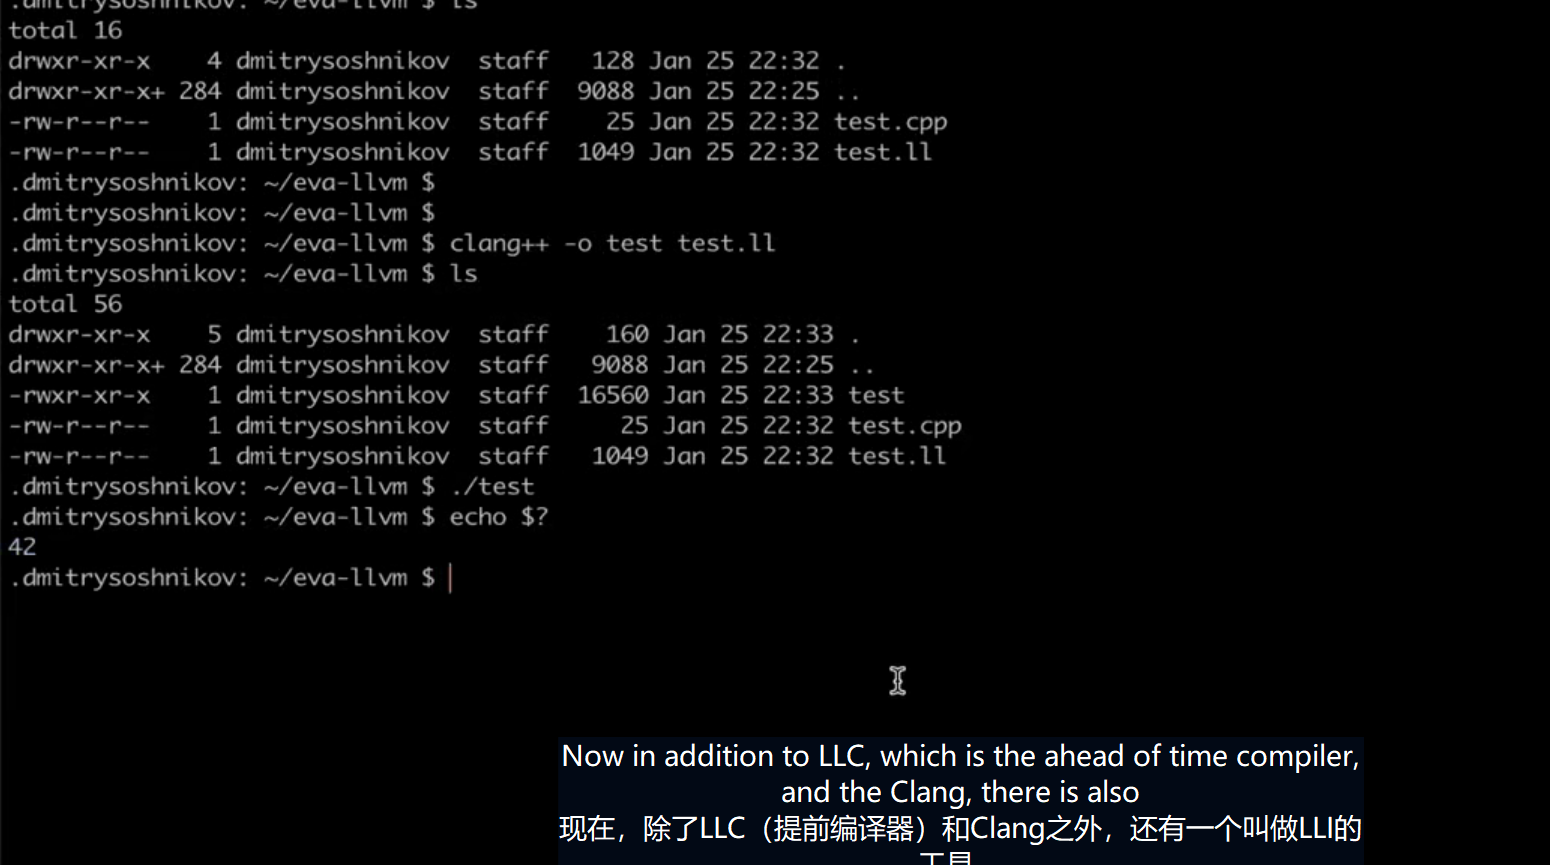 .dmitrysoshnikov: ~/eva-llvm $ ls
total 16
drwxr-xr-x    4 dmitrysoshnikov  staff   128 Jan 25 22:32 .
drwxr-xr-x+ 284 dmitrysoshnikov  staff  9088 Jan 25 22:25 ..
-rw-r--r--    1 dmitrysoshnikov  staff    25 Jan 25 22:32 test.cpp
-rw-r--r--    1 dmitrysoshnikov  staff  1049 Jan 25 22:32 test.ll
.dmitrysoshnikov: ~/eva-llvm $
.dmitrysoshnikov: ~/eva-llvm $
.dmitrysoshnikov: ~/eva-llvm $ clang++ -o test test.ll
.dmitrysoshnikov: ~/eva-llvm $ ls
total 56
drwxr-xr-x    5 dmitrysoshnikov  staff    160 Jan 25 22:33 .
drwxr-xr-x+ 284 dmitrysoshnikov  staff   9088 Jan 25 22:25 ..
-rwxr-xr-x    1 dmitrysoshnikov  staff  16560 Jan 25 22:33 test
-rw-r--r--    1 dmitrysoshnikov  staff     25 Jan 25 22:32 test.cpp
-rw-r--r--    1 dmitrysoshnikov  staff   1049 Jan 25 22:32 test.ll
.dmitrysoshnikov: ~/eva-llvm $ ./test
.dmitrysoshnikov: ~/eva-llvm $ echo $?
42
.dmitrysoshnikov: ~/eva-llvm $
Now in addition to LLC, which is the ahead of time compiler,
and the Clang, there is also
现在，除了LLC（提前编译器）和Clang之外，还有一个叫做LLI的
工具